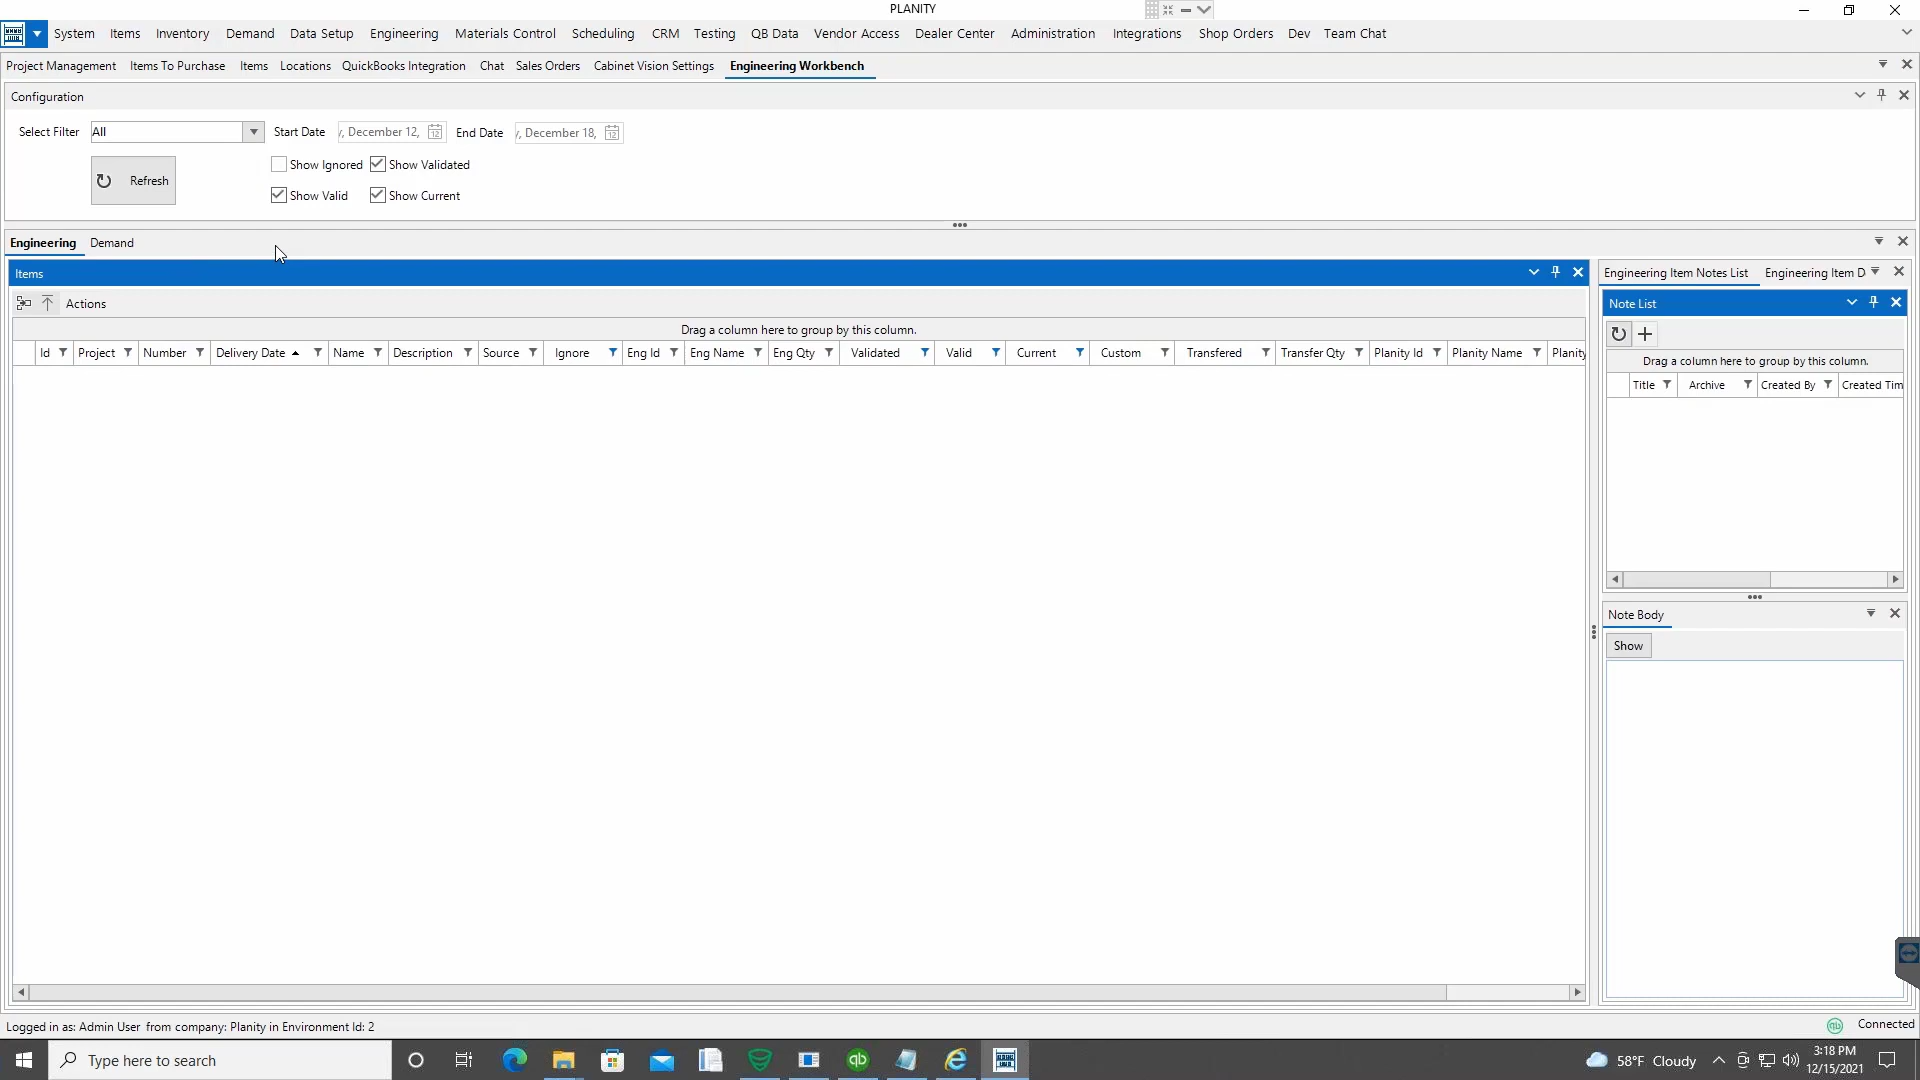 PLANITY
System Items Inventory Demand Data Setup Engineering Materials Control Scheduling CRM Testing QB Data Vendor Access Dealer Center Administration Integrations Shop Orders Dev Team Chat
Project Management Items To Purchase Items Locations QuickBooks Integration Chat Sales Orders Cabinet Vision Settings Engineering Workbench
Configuration
Select Filter All Start Date , December 12, End Date , December 18,
Refresh Show Ignored Show Validated
Show Valid Show Current
Engineering Demand
Items
Engineering Item Notes List Engineering Item D
Actions
Note List
Drag a column here to group by this column.
Id Project Number Delivery Date Name Description Source Ignore Eng Id Eng Name Eng Qty Validated Valid Current Custom Transfered Transfer Qty Planity Id Planity Name Planity
Drag a column here to group by this column.
Title Archive Created By Created Tim
Note Body
Show
Logged in as: Admin User from company: Planity in Environment Id: 2
Connected
Type here to search
58°F Cloudy
3:18 PM
12/15/2021